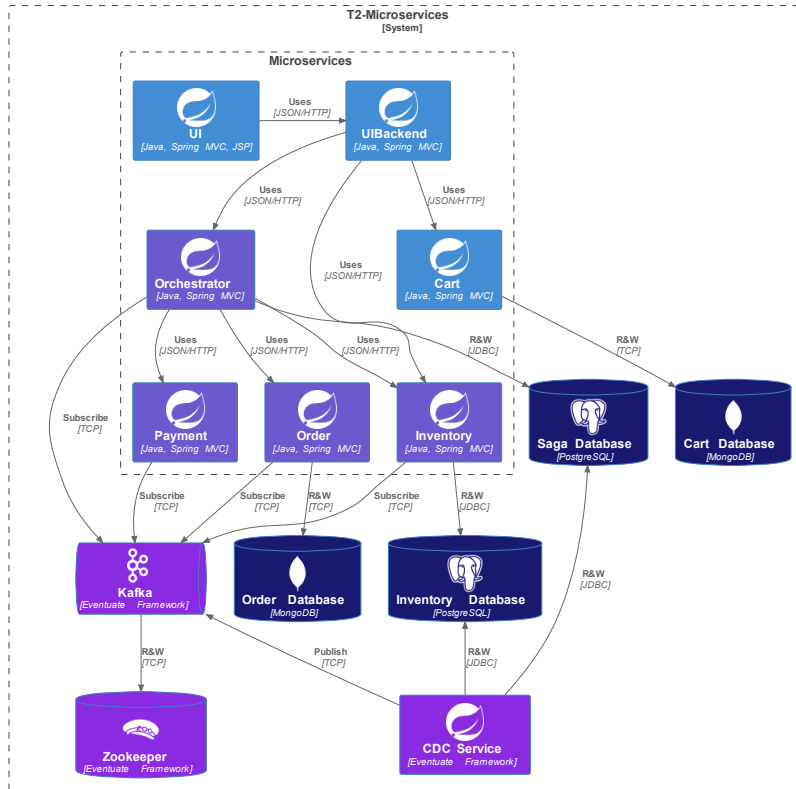 T2-Microservices
[System]
Microservices
UI
[Java, Spring MVC, JSP]
Uses
[JSON/HTTP]
UIBackend
[Java, Spring MVC]
Uses
[JSON/HTTP]
Uses
[JSON/HTTP]
Uses
[JSON/HTTP]
Orchestrator
[Java, Spring MVC]
Cart
[Java, Spring MVC]
Uses
[JSON/HTTP]
Uses
[JSON/HTTP]
Uses
[JSON/HTTP]
R&W
[JDBC]
R&W
[TCP]
Subscribe
[TCP]
Payment
[Java, Spring MVC]
Order
[Java, Spring MVC]
Inventory
[Java, Spring MVC]
Saga Database
[PostgreSQL]
Cart Database
[MongoDB]
Subscribe
[TCP]
Subscribe
[TCP]
R&W
[TCP]
Subscribe
[TCP]
R&W
[JDBC]
Kafka
[Eventuate Framework]
Order Database
[MongoDB]
Inventory Database
[PostgreSQL]
R&W
[JDBC]
R&W
[TCP]
Publish
[TCP]
R&W
[JDBC]
ZOO
Zookeeper
[Eventuate Framework]
CDC Service
[Eventuate Framework]